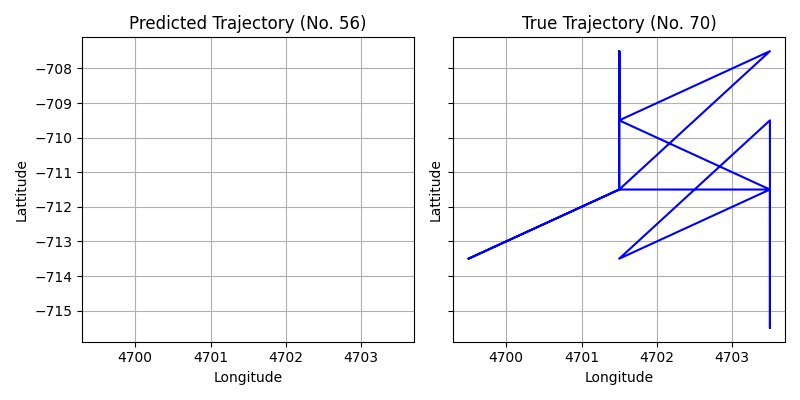 Predicted Trajectory (No. 56)
True Trajectory (No. 70)
Lattitude
−708
−709
−710
−711
−712
−713
−714
−715
4700
4701
4702
4703
Longitude
Lattitude
4700
4701
4702
4703
Longitude